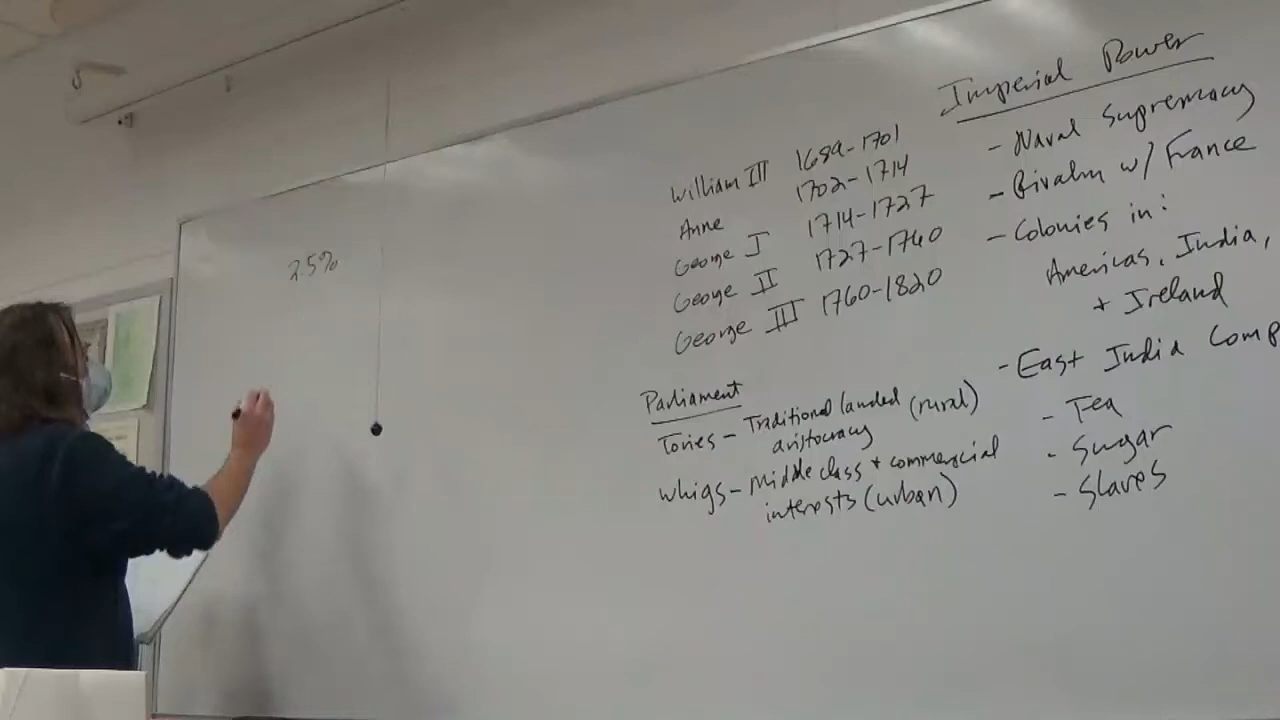 25%
William III 1689-1701
Anne 1702-1714
George I 1714-1727
George II 1727-1760
George III 1760-1820
Parliament
Tories - Traditional landed (rural)
aristocracy
Whigs - Middle class + commercial
interests (urban)
Imperial Power
- Naval Supremacy
- Rivalry w/ France
- Colonies in:
Americas, India,
+ Ireland
- East India Comp
- Tea
- Sugar
- Slaves